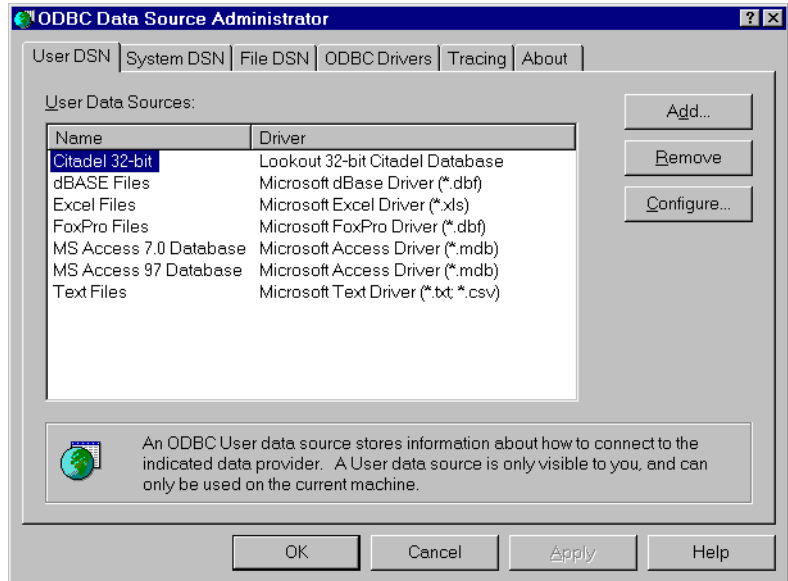 ODBC Data Source Administrator
User DSN System DSN File DSN ODBC Drivers Tracing About
User Data Sources:
Add...
Name Driver
Citadel 32-bit Lookout 32-bit Citadel Database
Remove
dBASE Files Microsoft dBase Driver (*.dbf)
Excel Files Microsoft Excel Driver (*.xls)
Configure...
FoxPro Files Microsoft FoxPro Driver (*.dbf)
MS Access 7.0 Database Microsoft Access Driver (*.mdb)
MS Access 97 Database Microsoft Access Driver (*.mdb)
Text Files Microsoft Text Driver (*.txt; *.csv)
An ODBC User data source stores information about how to connect to the
indicated data provider. A User data source is only visible to you, and can
only be used on the current machine.
OK Cancel Apply Help